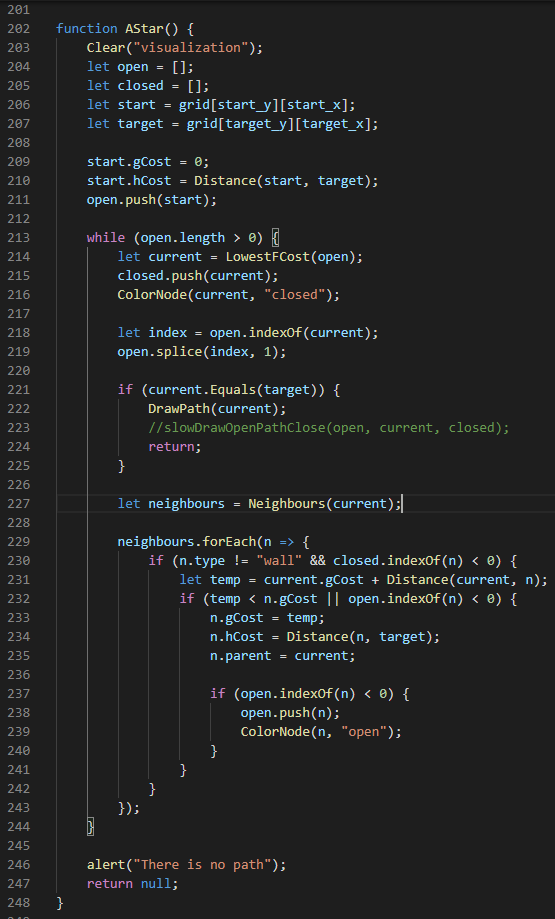 201
202 function AStar() {
203 Clear("visualization");
204 let open = [];
205 let closed = [];
206 let start = grid[start_y][start_x];
207 let target = grid[target_y][target_x];
208
209 start.gCost = 0;
210 start.hCost = Distance(start, target);
211 open.push(start);
212
213 while (open.length > 0) {
214 let current = LowestFCost(open);
215 closed.push(current);
216 ColorNode(current, "closed");
217
218 let index = open.indexOf(current);
219 open.splice(index, 1);
220
221 if (current.Equals(target)) {
222 DrawPath(current);
223 //slowDrawOpenPathClose(open, current, closed);
224 return;
225 }
226
227 let neighbours = Neighbours(current);
228
229 neighbours.forEach(n => {
230 if (n.type != "wall" && closed.indexOf(n) < 0) {
231 let temp = current.gCost + Distance(current, n);
232 if (temp < n.gCost || open.indexOf(n) < 0) {
233 n.gCost = temp;
234 n.hCost = Distance(n, target);
235 n.parent = current;
236
237 if (open.indexOf(n) < 0) {
238 open.push(n);
239 ColorNode(n, "open");
240 }
241 }
242 }
243 });
244 }
245
246 alert("There is no path");
247 return null;
248 }